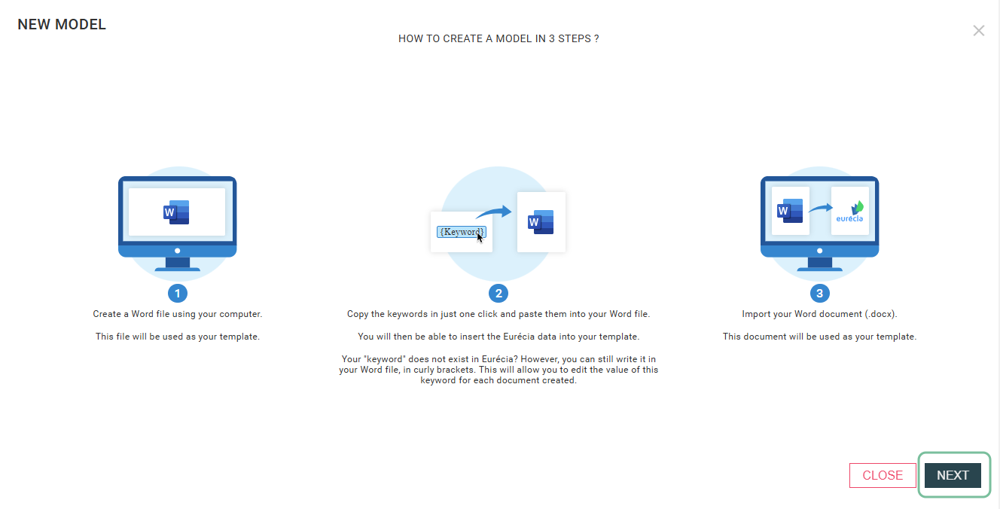 NEW MODEL
HOW TO CREATE A MODEL IN 3 STEPS ?
W
{Keyword}
W
W
eurécia
1
Create a Word file using your computer.
This file will be used as your template.
2
Copy the keywords in just one click and paste them into your Word file.
You will then be able to insert the Eurécia data into your template.
Your "keyword" does not exist in Eurécia? However, you can still write it in
your Word file, in curly brackets. This will allow you to edit the value of this
keyword for each document created.
3
Import your Word document (.docx).
This document will be used as your template.
CLOSE
NEXT